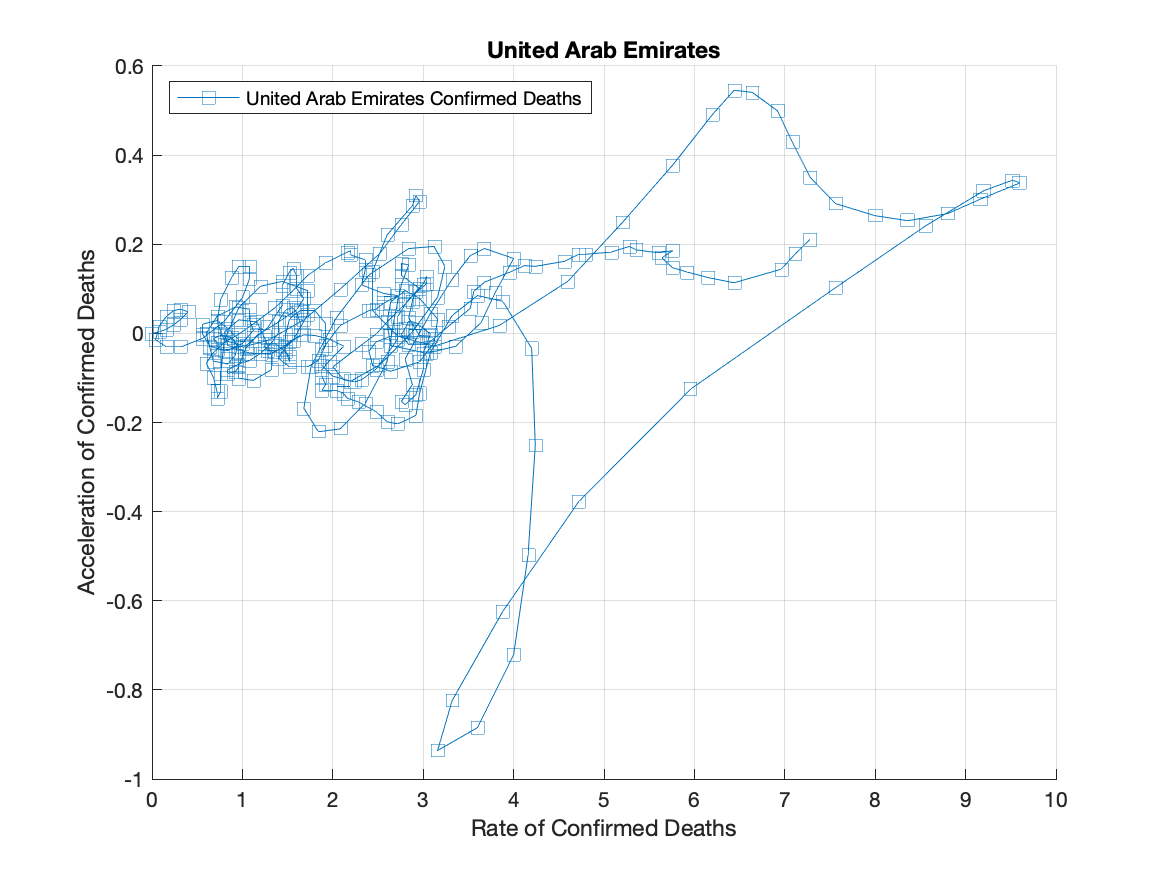 United Arab Emirates
United Arab Emirates Confirmed Deaths
0.6
0.4
0.2
0
-0.2
-0.4
-0.6
-0.8
-1
Acceleration of Confirmed Deaths
0 1 2 3 4 5 6 7 8 9 10
Rate of Confirmed Deaths